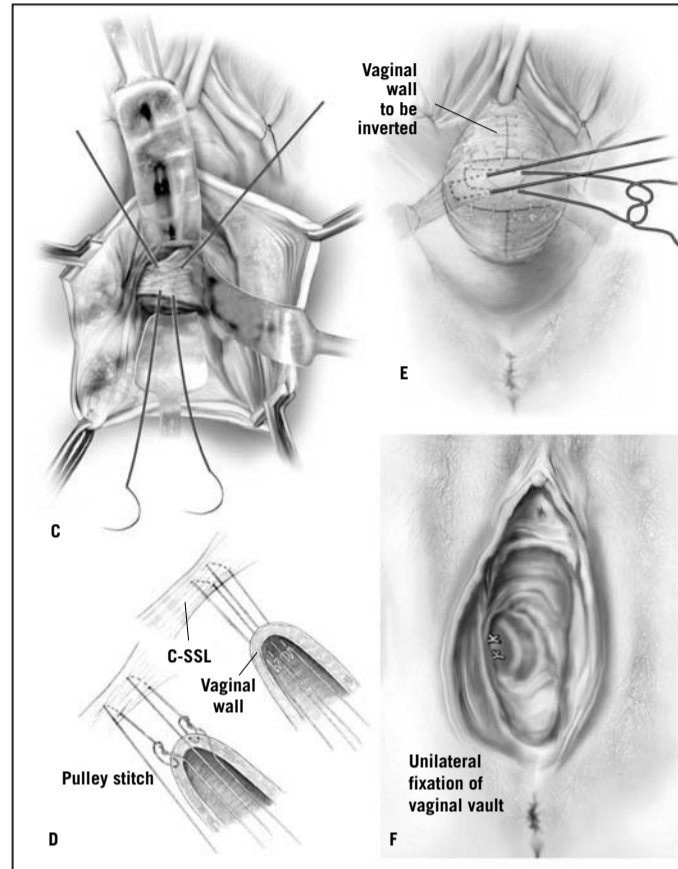 C
C-SSL
Vaginal
wall
Pulley stitch
D
Vaginal
wall
to be
inverted
E
Unilateral
fixation of
vaginal vault
F